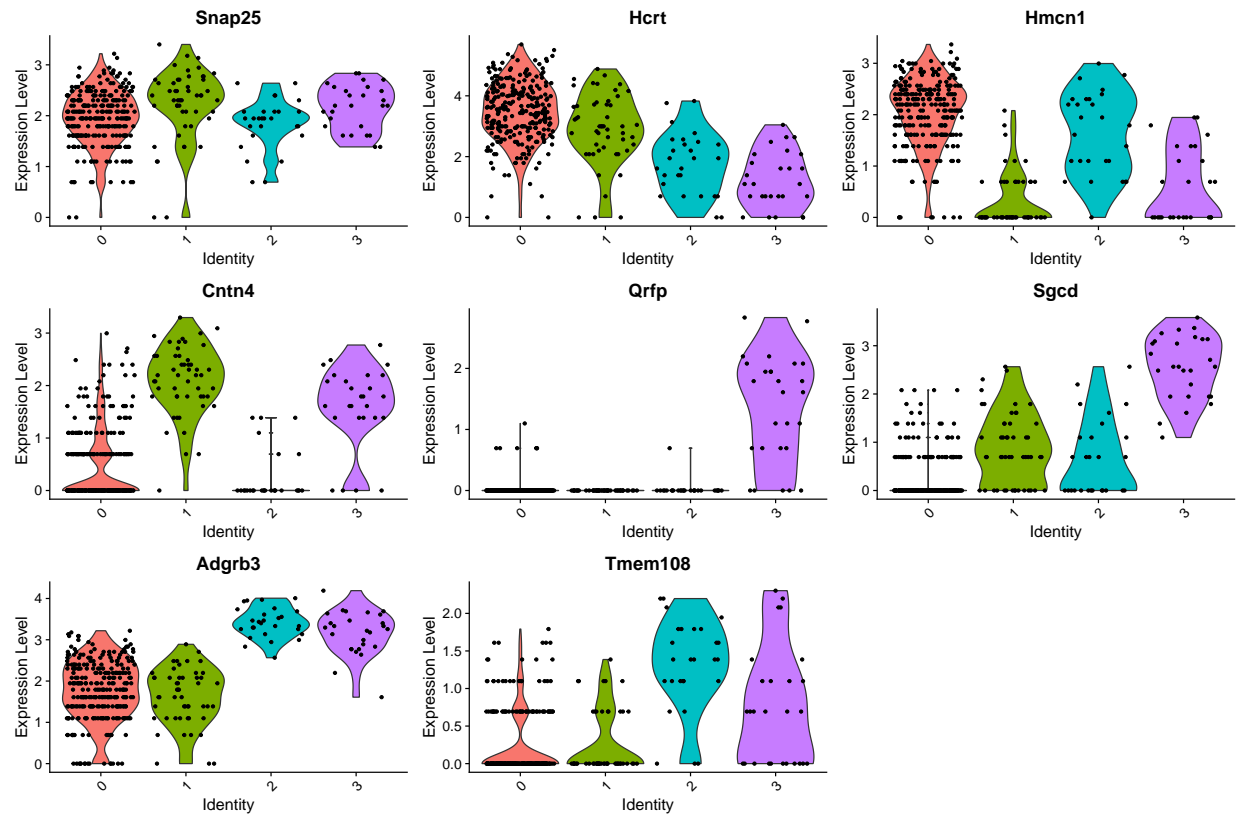 Snap25
Expression Level
3
2
1
0
0 1 2 3
Identity
Hcrt
Expression Level
4
2
0
0 1 2 3
Identity
Hmcn1
Expression Level
3
2
1
0
0 1 2 3
Identity
Cntn4
Expression Level
3
2
1
0
0 1 2 3
Identity
Qrfp
Expression Level
2
1
0
0 1 2 3
Identity
Sgcd
Expression Level
3
2
1
0
0 1 2 3
Identity
Adgrb3
Expression Level
4
3
2
1
0
0 1 2 3
Identity
Tmem108
Expression Level
2.0
1.5
1.0
0.5
0.0
0 1 2 3
Identity